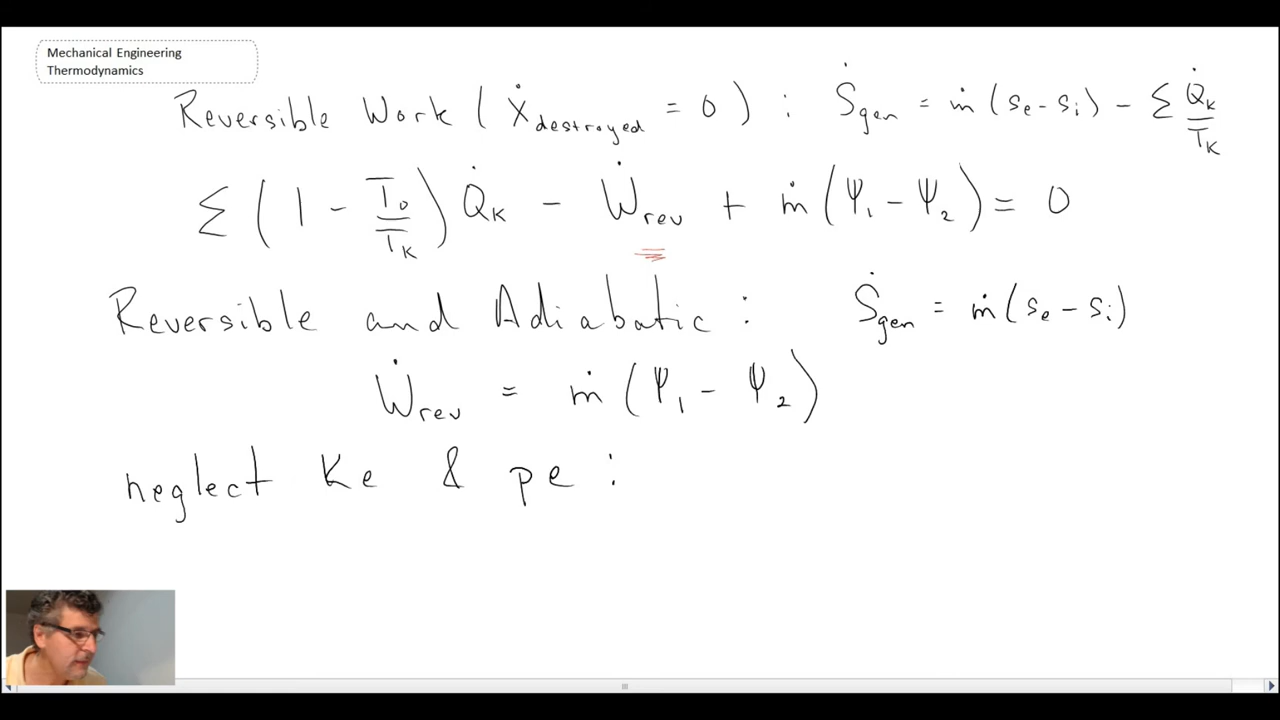 Mechanical Engineering
Thermodynamics
Reversible Work ( Ẋdestroyed = 0 ) : Ṡgen = ṁ (se - si) - Σ Q̇K/TK
Σ ( 1 - T0/TK ) Q̇K - Ẇrev + ṁ (Ψ1 - Ψ2) = 0
Reversible and Adiabatic : Ṡgen = ṁ (se - si)
Ẇrev = ṁ (Ψ1 - Ψ2)
neglect Ke & pe :